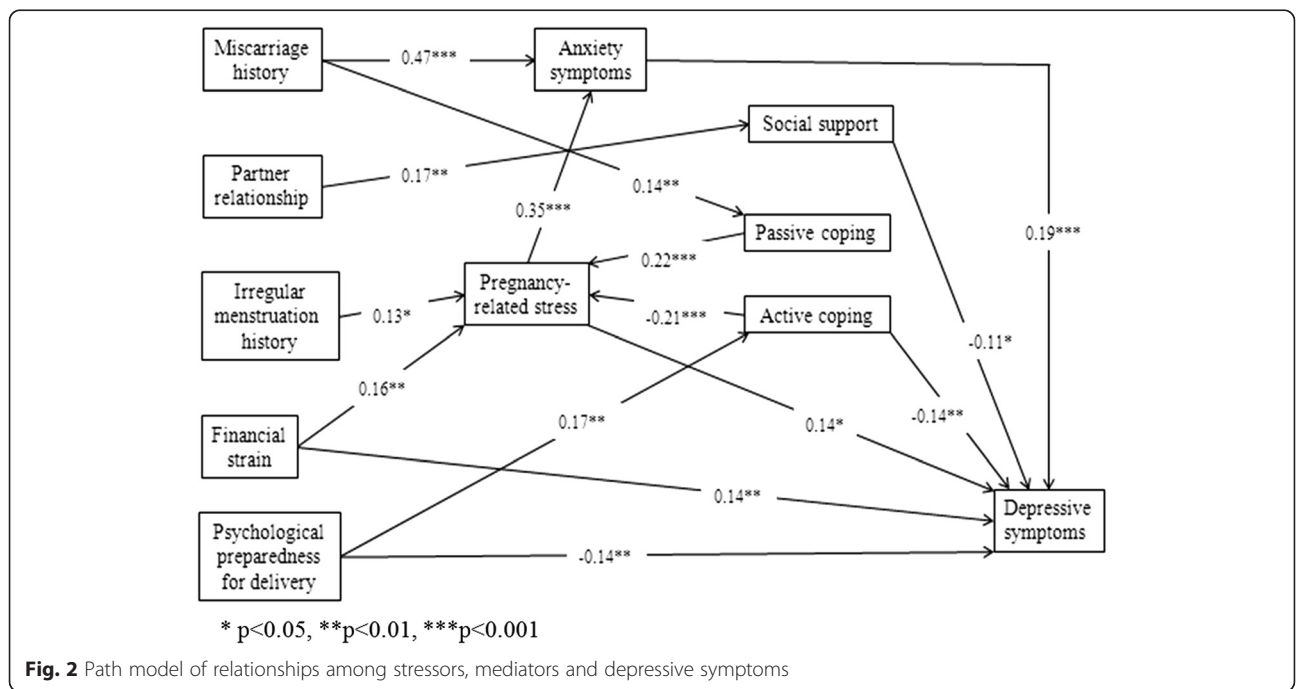 Miscarriage
history
0.47***
Anxiety
symptoms
Social support
Partner
relationship
0.17**
0.14**
0.35***
Passive coping
0.19***
0.22***
Irregular
menstruation
history
0.13*
Pregnancy-
related stress
-0.21***
Active coping
-0.11*
0.16**
0.17**
0.14*
-0.14**
Financial
strain
0.14**
Depressive
symptoms
Psychological
preparedness
for delivery
-0.14**
* p<0.05, **p<0.01, ***p<0.001
Fig. 2 Path model of relationships among stressors, mediators and depressive symptoms